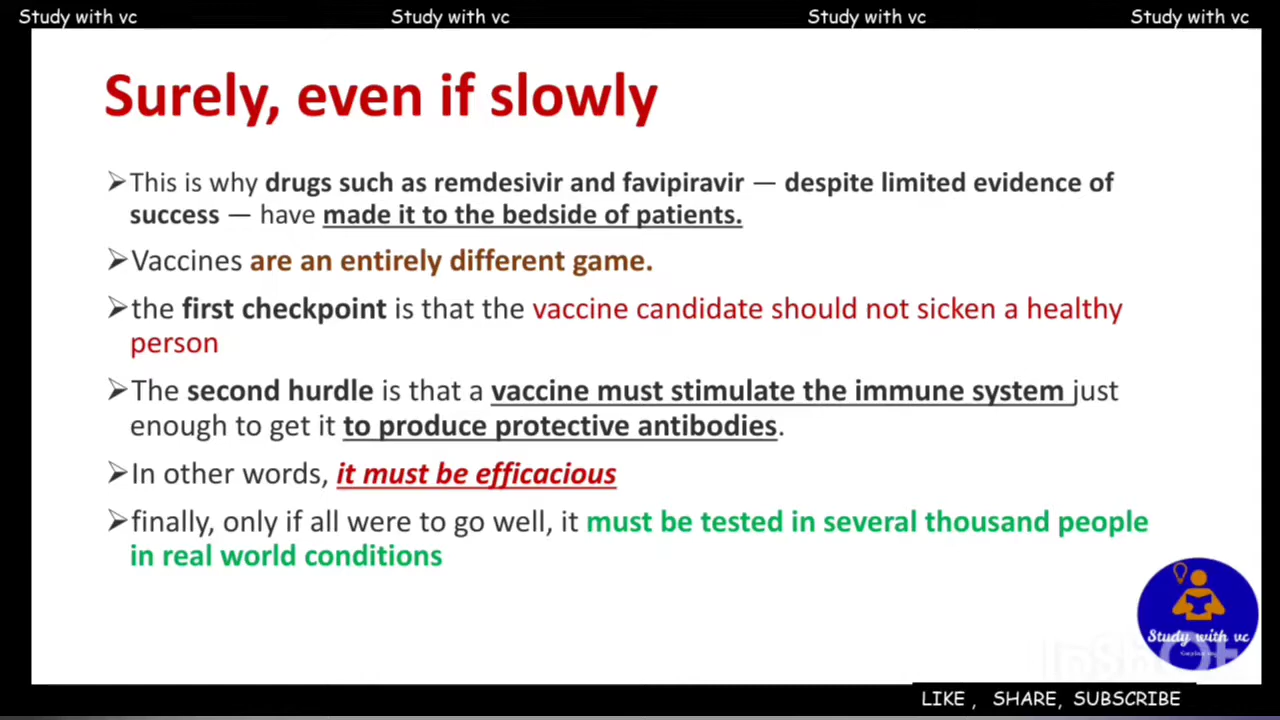 Study with vc Study with vc Study with vc Study with vc
Surely, even if slowly
➢This is why drugs such as remdesivir and favipiravir — despite limited evidence of
success — have made it to the bedside of patients.
➢Vaccines are an entirely different game.
➢the first checkpoint is that the vaccine candidate should not sicken a healthy
person
➢The second hurdle is that a vaccine must stimulate the immune system just
enough to get it to produce protective antibodies.
➢In other words, it must be efficacious
➢finally, only if all were to go well, it must be tested in several thousand people
in real world conditions
Study with vc
LIKE , SHARE, SUBSCRIBE